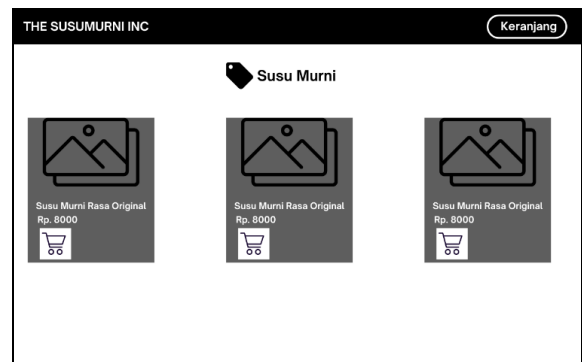 THE SUSUMURNI INC
Keranjang
Susu Murni
Susu Murni Rasa Original
Rp. 8000
Susu Murni Rasa Original
Rp. 8000
Susu Murni Rasa Original
Rp. 8000